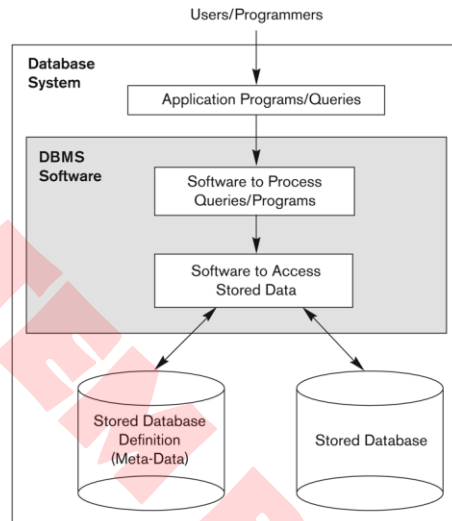 Users/Programmers
Database
System
Application Programs/Queries
DBMS
Software
Software to Process
Queries/Programs
Software to Access
Stored Data
Stored Database
Definition
(Meta-Data)
Stored Database